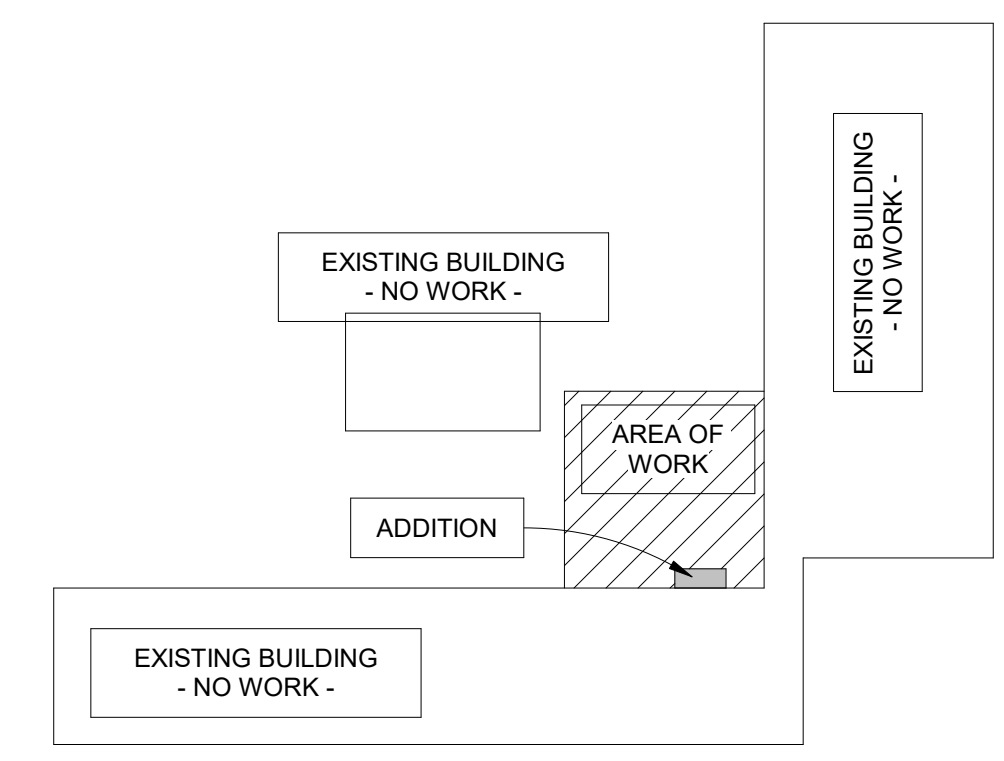 EXISTING BUILDING
- NO WORK -
EXISTING BUILDING
- NO WORK -
AREA OF
WORK
ADDITION
EXISTING BUILDING
- NO WORK -